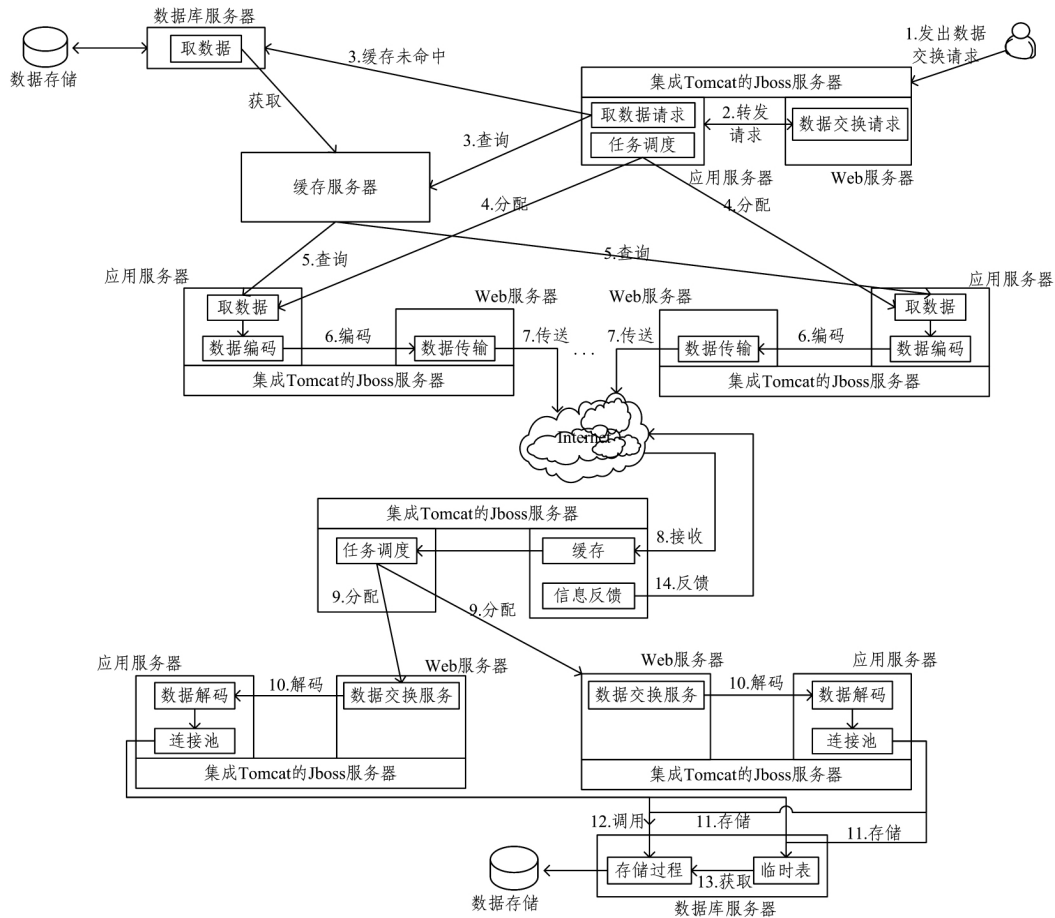 数据库服务器
1.发出数据
交换请求
取数据
3.缓存未命中
数据存储
集成Tomcat的Jboss服务器
获取
取数据请求
2.转发
请求
数据交换请求
3.查询
任务调度
缓存服务器
应用服务器
Web服务器
4.分配
4.分配
5.查询
5.查询
应用服务器
应用服务器
Web服务器
Web服务器
取数据
取数据
数据编码
6.编码
数据传输
7.传送
...
7.传送
数据传输
6.编码
数据编码
集成Tomcat的Jboss服务器
集成Tomcat的Jboss服务器
Internet
集成Tomcat的Jboss服务器
任务调度
缓存
8.接收
9.分配
信息反馈
14.反馈
9.分配
应用服务器
Web服务器
Web服务器
应用服务器
数据解码
10.解码
数据交换服务
数据交换服务
10.解码
数据解码
连接池
连接池
集成Tomcat的Jboss服务器
集成Tomcat的Jboss服务器
12.调用
11.存储
11.存储
存储过程
13.获取
临时表
数据存储
数据库服务器